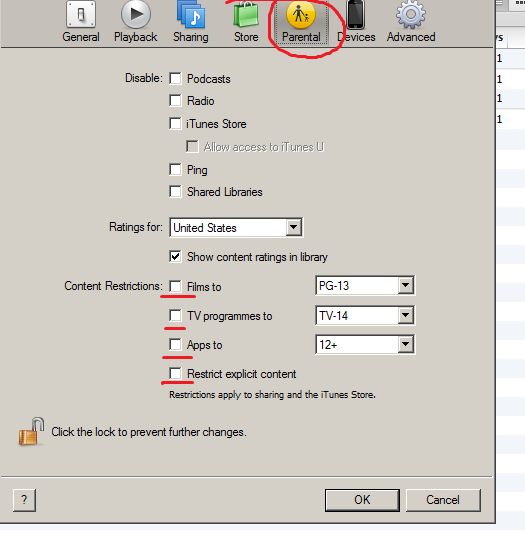 General Playback Sharing Store Parental Devices Advanced
Disable: Podcasts
Radio
iTunes Store
Allow access to iTunes U
Ping
Shared Libraries
Ratings for: United States
Show content ratings in library
Content Restrictions: Films to PG-13
TV programmes to TV-14
Apps to 12+
Restrict explicit content
Restrictions apply to sharing and the iTunes Store.
Click the lock to prevent further changes.
? OK Cancel
1
1
1
1